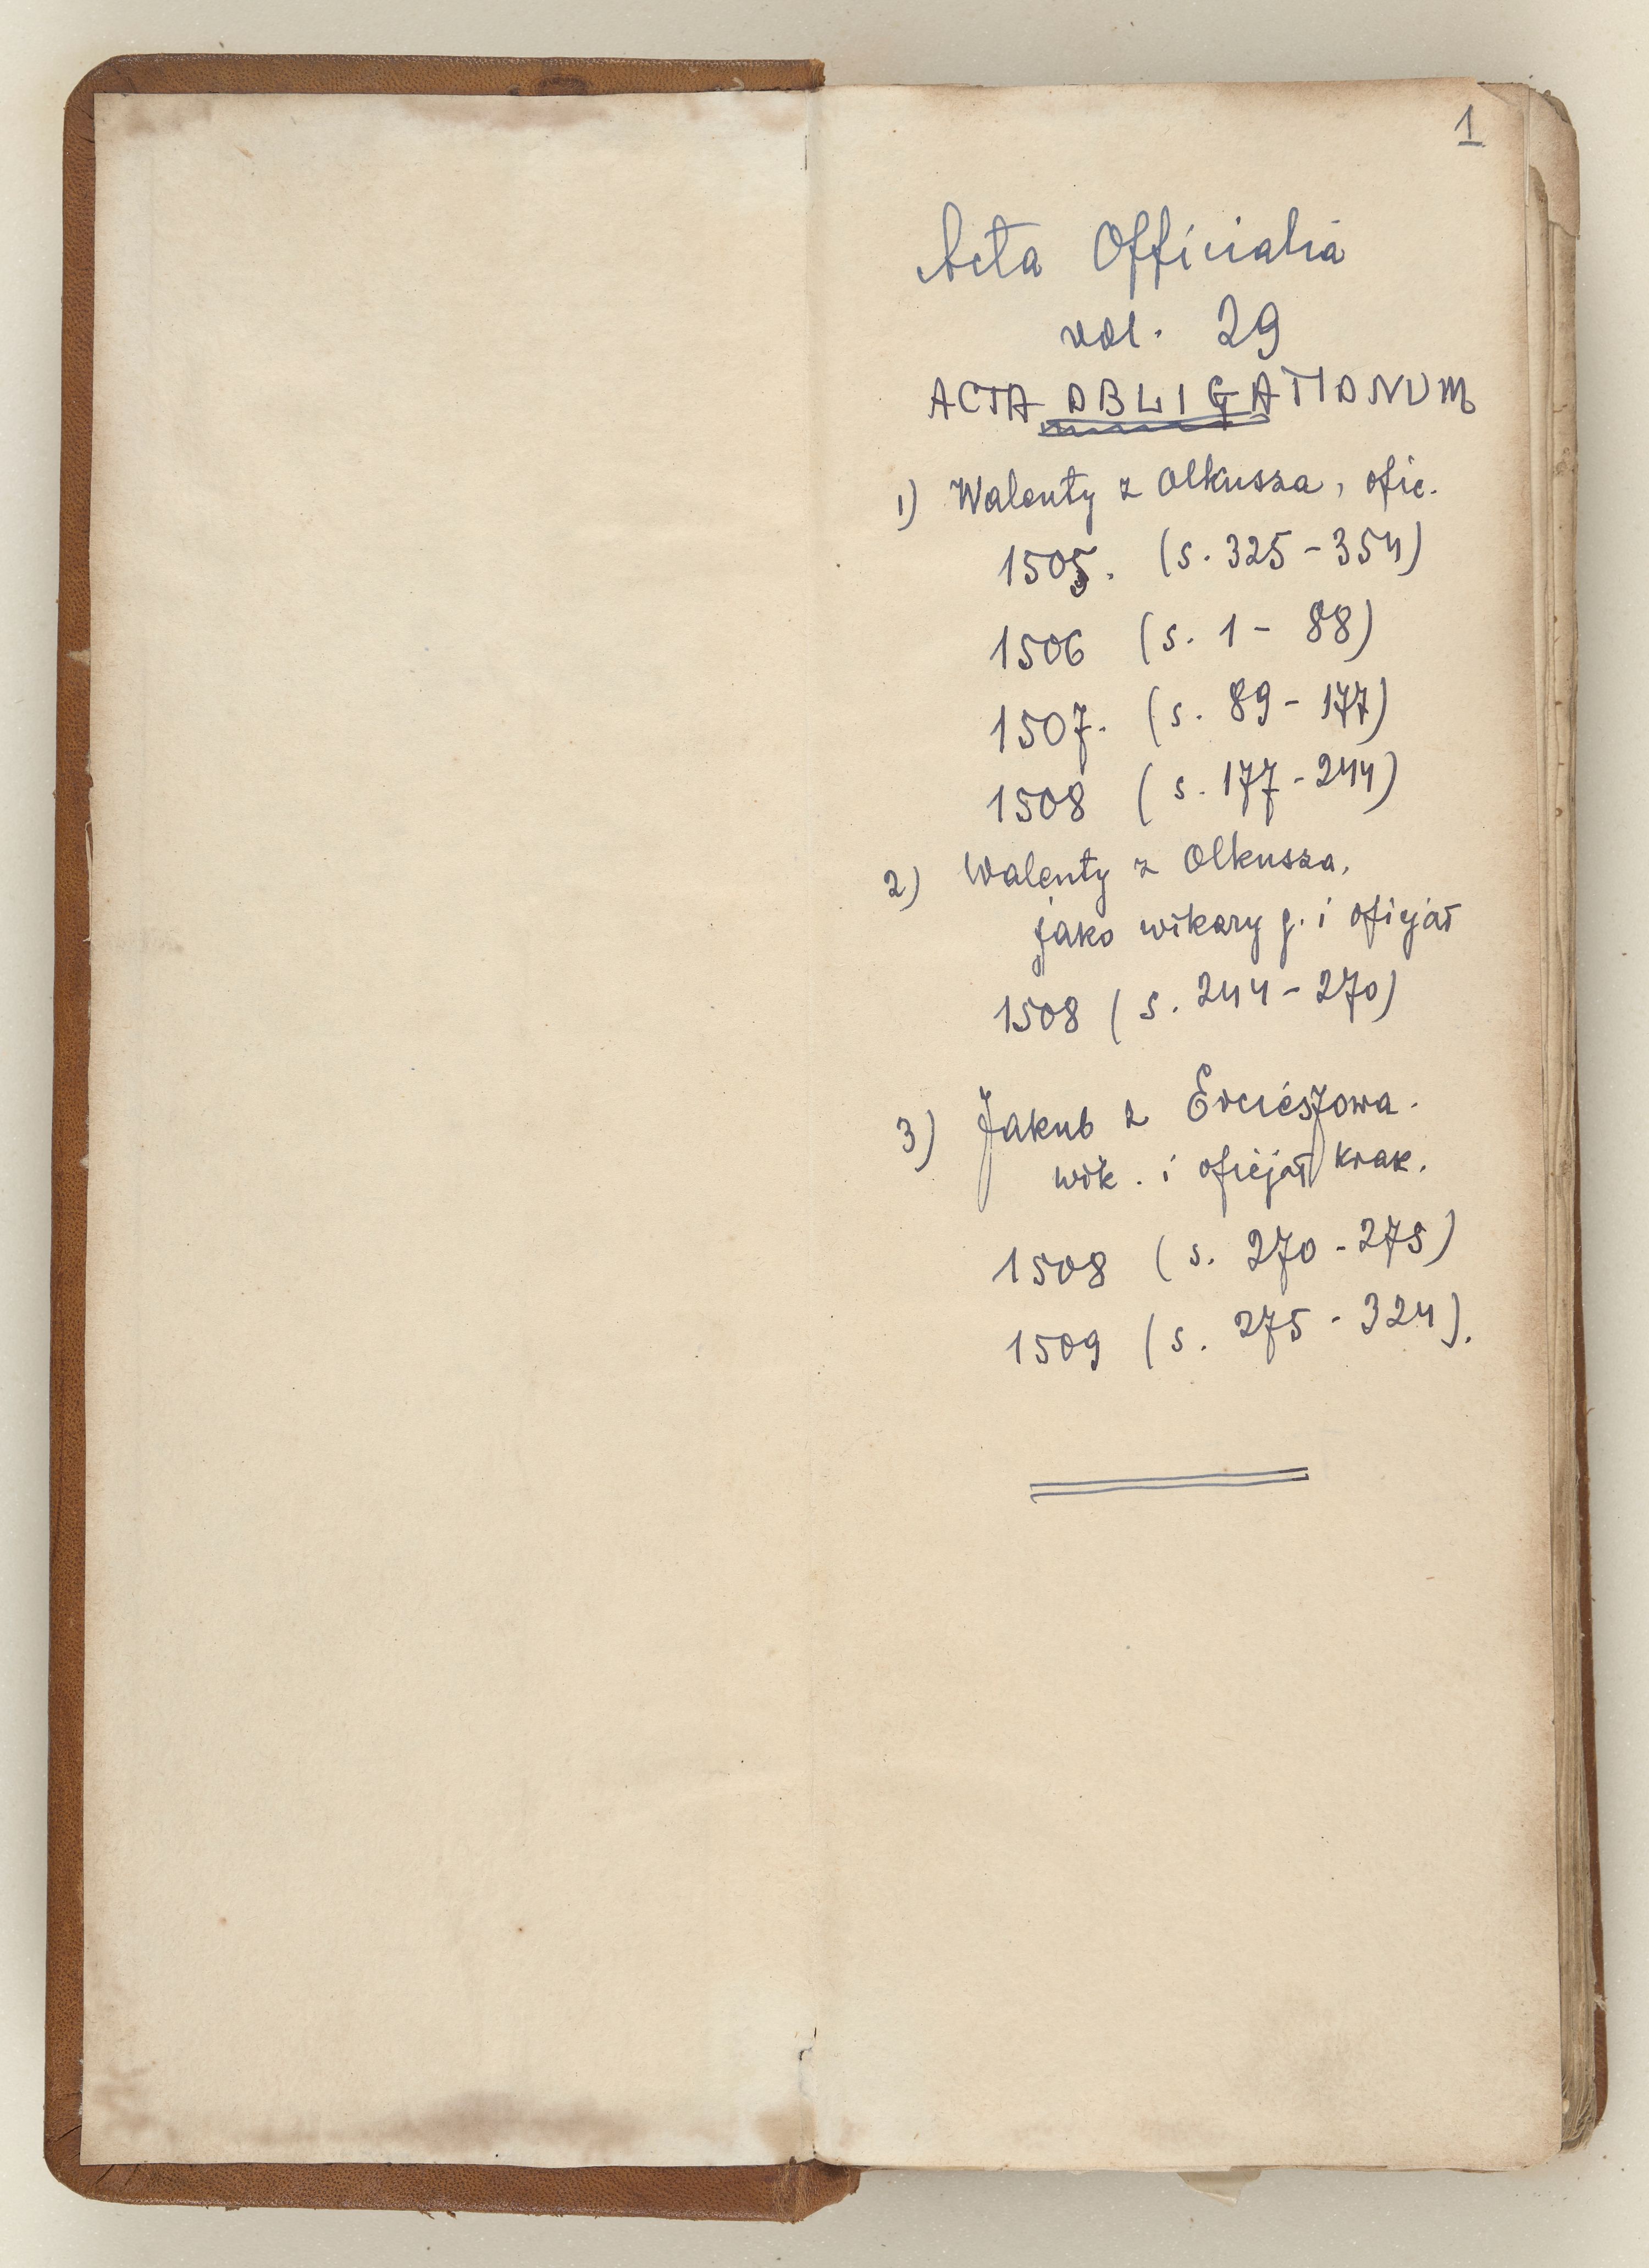 1
Acta Officialia
vol. 29
ACTA OBLIGATIONUM
1) Walenty z Olkusza, ofic.
1505. (s. 325-354)
1506 (s. 1 - 88)
1507. (s. 89 - 177)
1508 (s. 177-244)
2) Walenty z Olkusza,
jako wikary g. i oficjał
1508 (s. 244-270)
3) Jakub z Erciészowa.
wik. i oficjał krak.
1508 (s. 270-275)
1509 (s. 275-324).